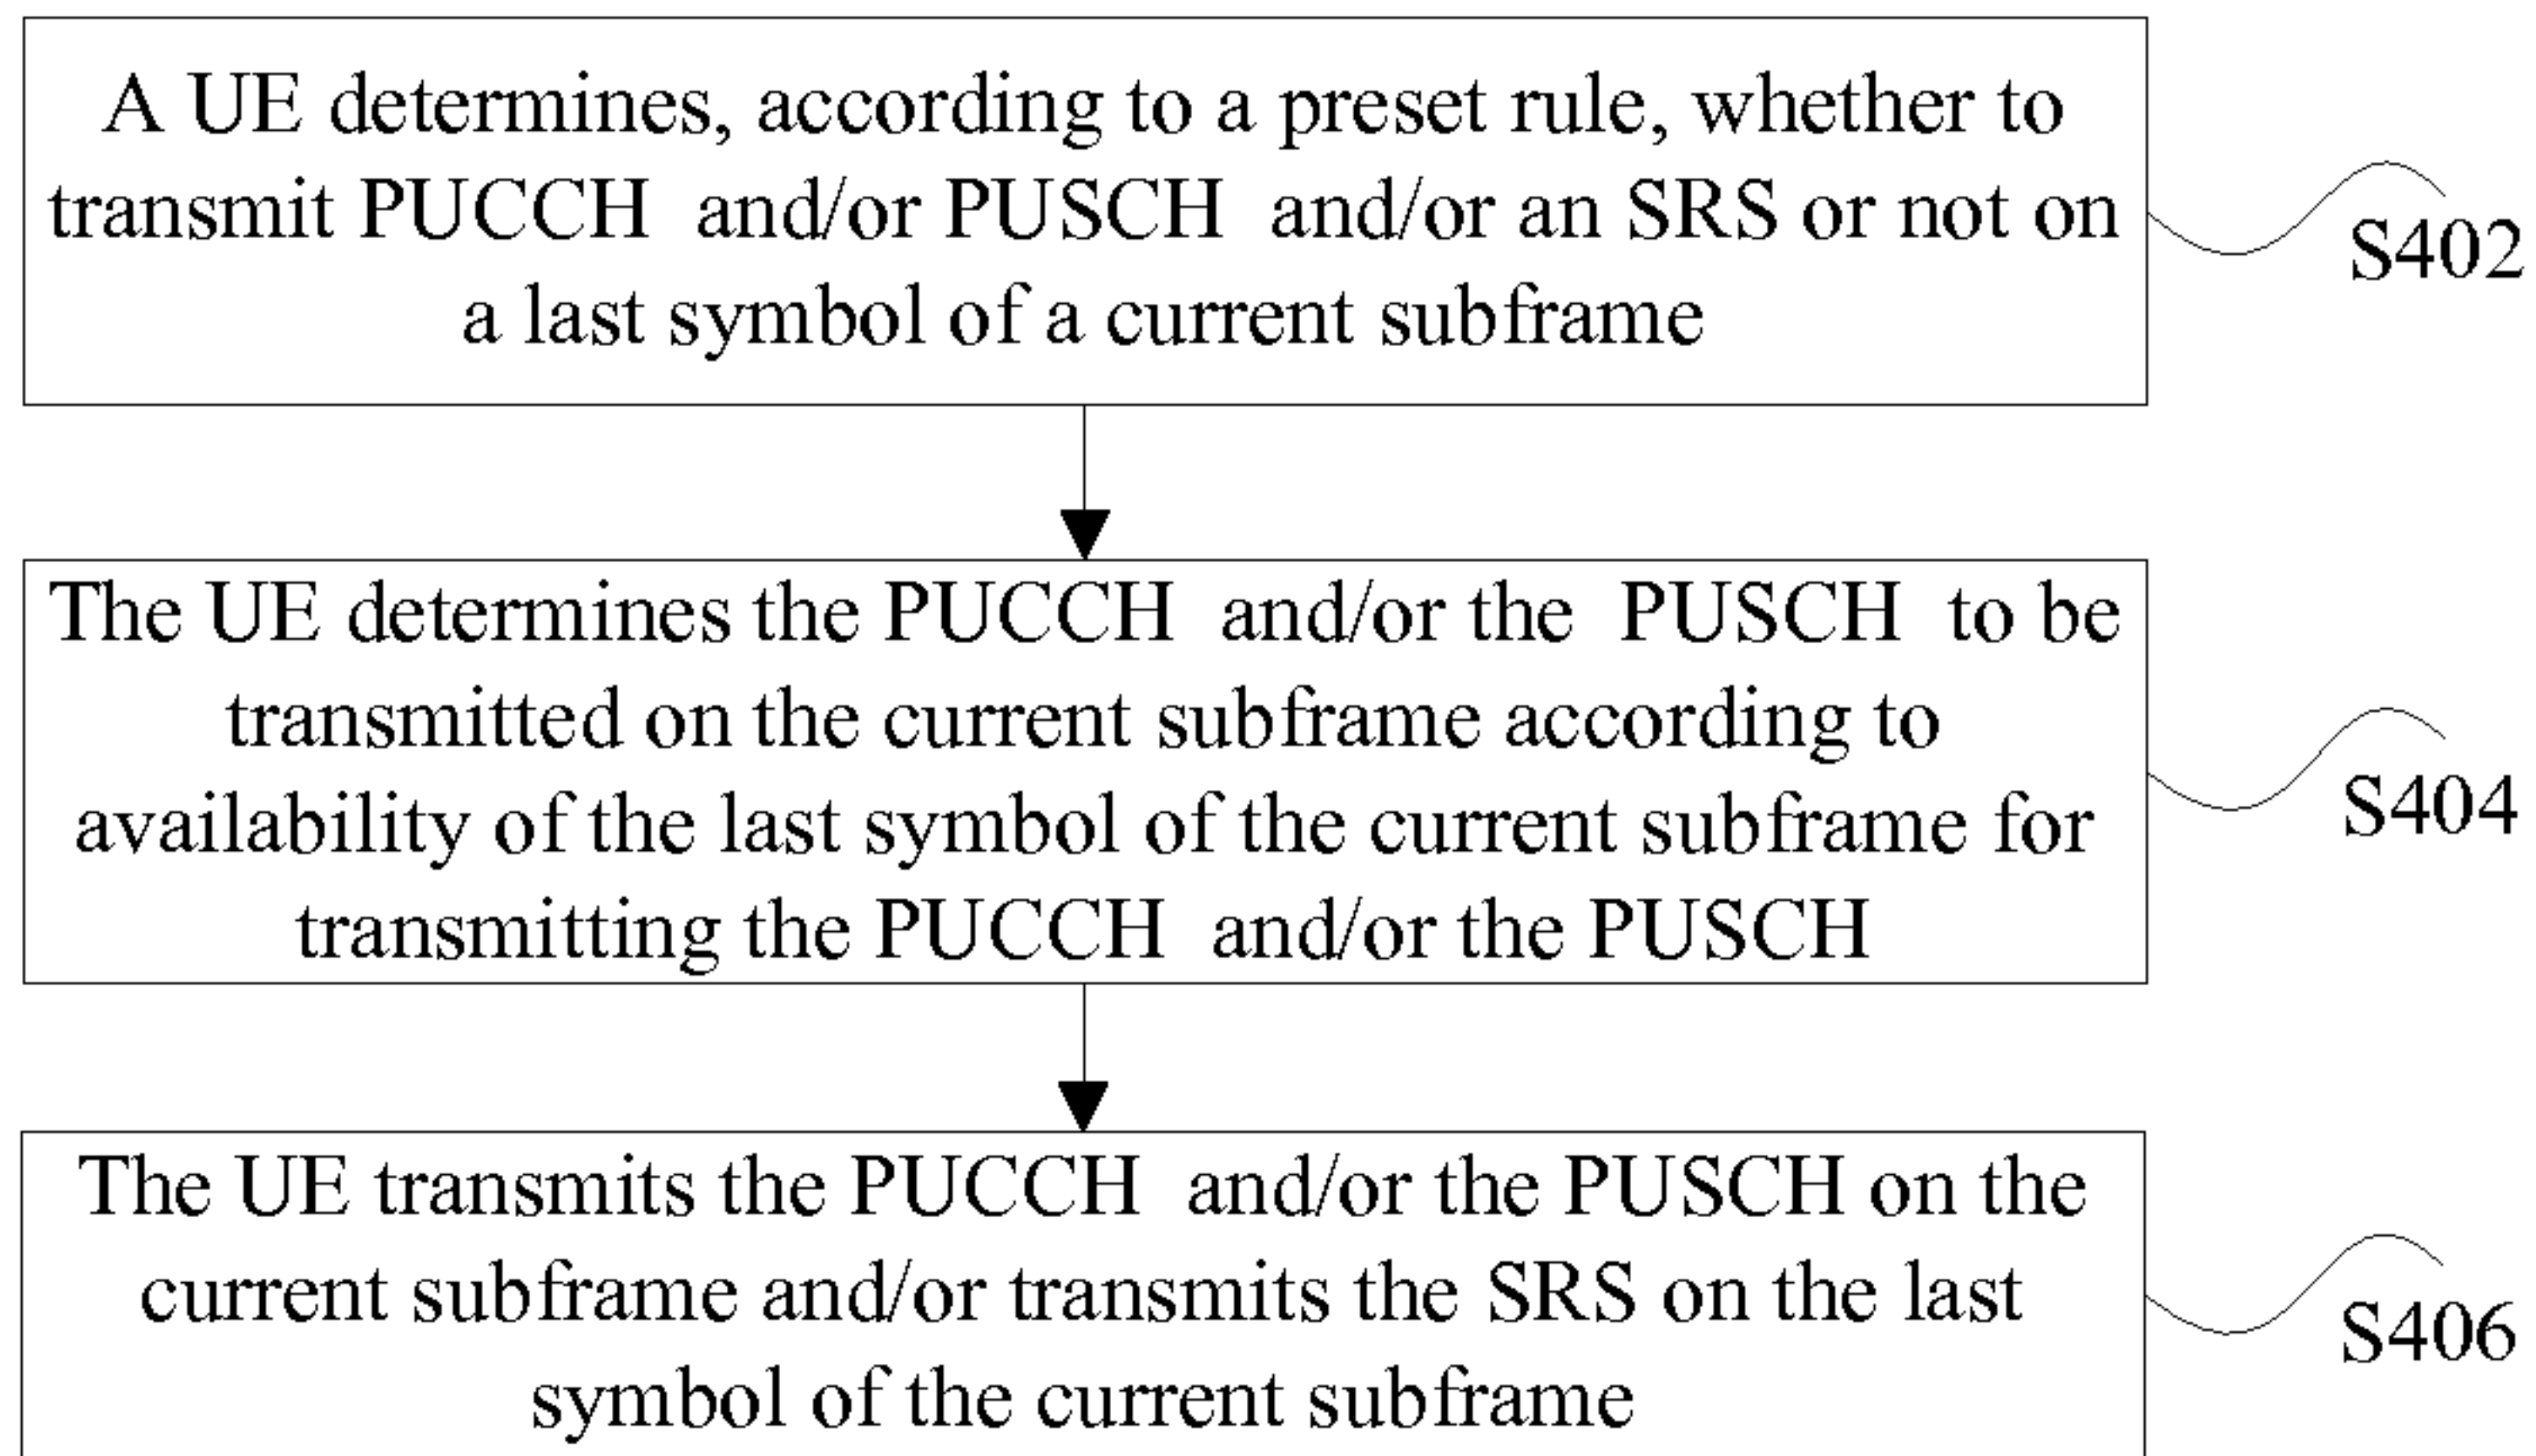 A UE determines, according to a preset rule, whether to
transmit PUCCH and/or PUSCH and/or an SRS or not on
a last symbol of a current subframe
S402
The UE determines the PUCCH and/or the PUSCH to be
transmitted on the current subframe according to
availability of the last symbol of the current subframe for
transmitting the PUCCH and/or the PUSCH
S404
The UE transmits the PUCCH and/or the PUSCH on the
current subframe and/or transmits the SRS on the last
symbol of the current subframe
S406